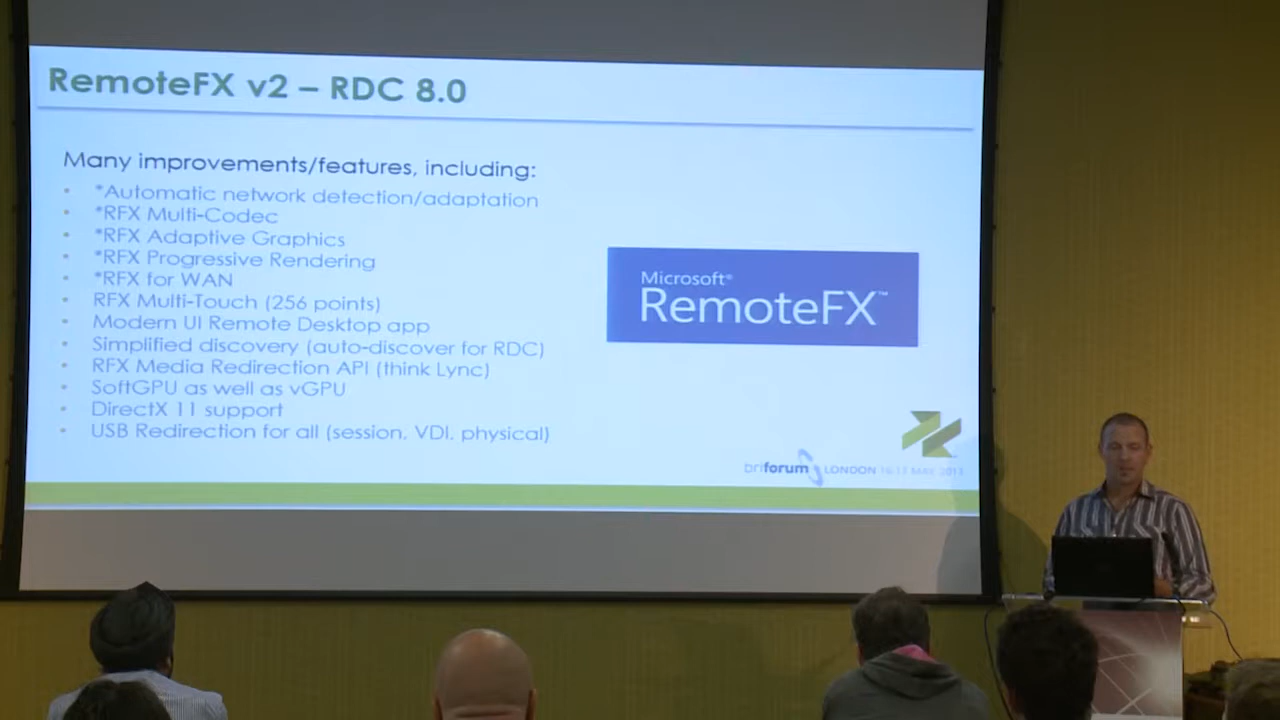 RemoteFX v2 – RDC 8.0
Many improvements/features, including:
• *Automatic network detection/adaptation
• *RFX Multi-Codec
• *RFX Adaptive Graphics
• *RFX Progressive Rendering
• *RFX for WAN
• RFX Multi-Touch (256 points)
• Modern UI Remote Desktop app
• Simplified discovery (auto-discover for RDC)
• RFX Media Redirection API (think Lync)
• SoftGPU as well as vGPU
• DirectX 11 support
• USB Redirection for all (session, VDI, physical)
Microsoft®
RemoteFX™
briforum LONDON MAY